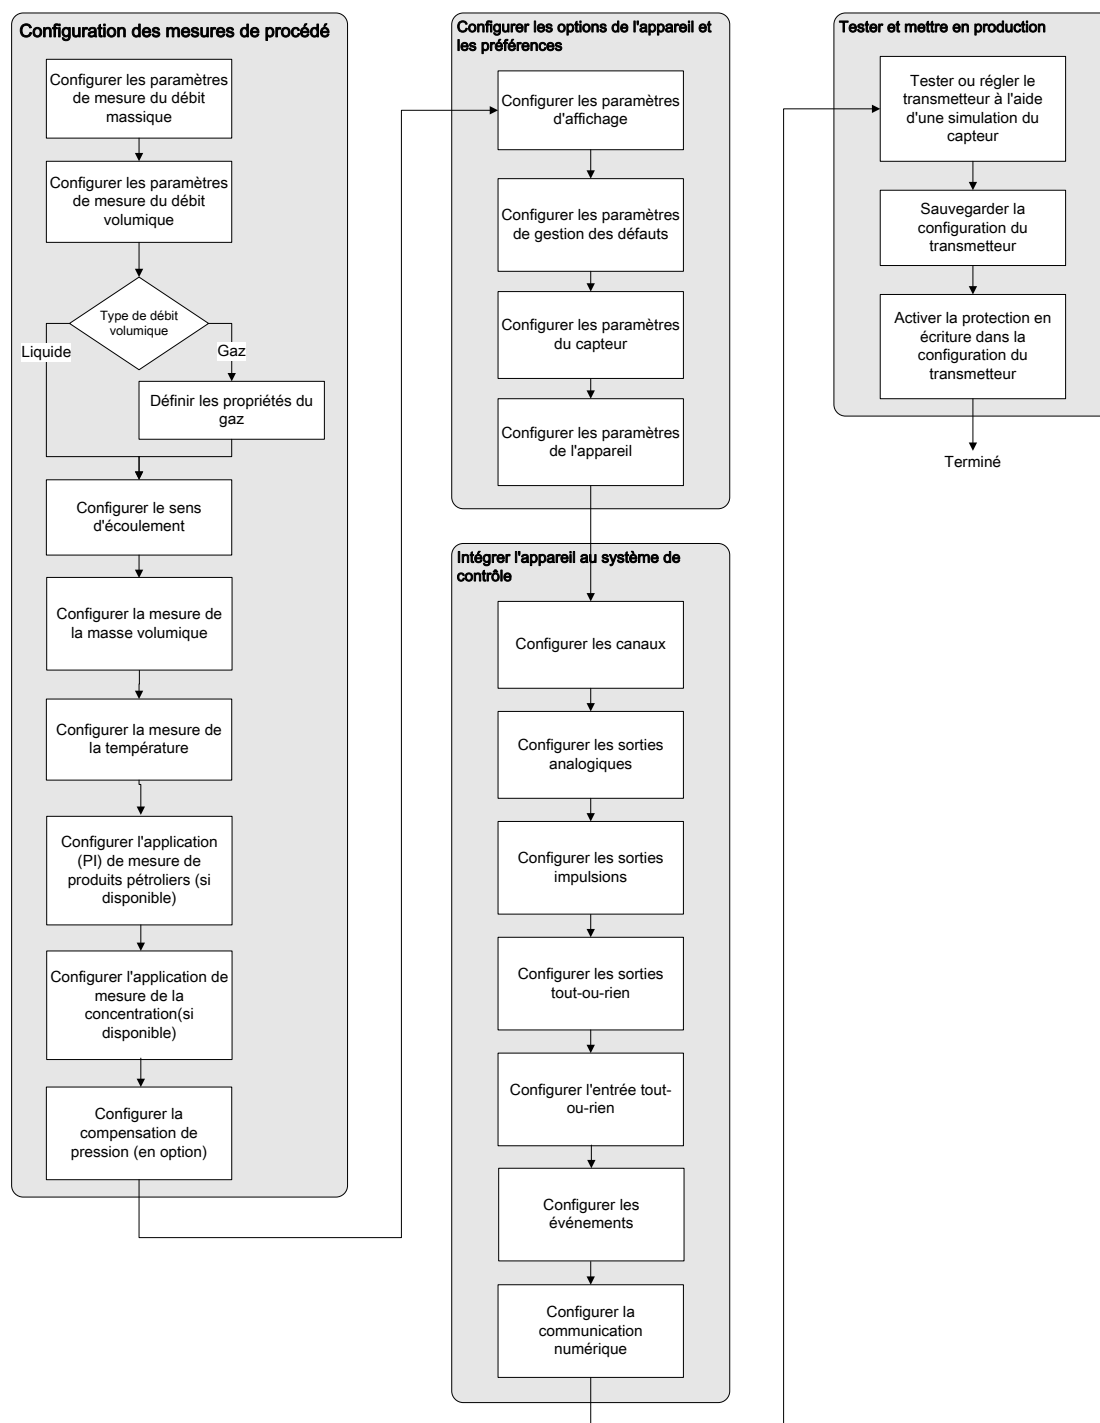 Configuration des mesures de procédé
Configurer les paramètres
de mesure du débit
massique
Configurer les paramètres
de mesure du débit
volumique
Type de débit
volumique
Liquide
Gaz
Définir les propriétés du
gaz
Configurer le sens
d'écoulement
Configurer la mesure de
la masse volumique
Configurer la mesure de
la température
Configurer l'application
(PI) de mesure de
produits pétroliers (si
disponible)
Configurer l'application de
mesure de la
concentration(si
disponible)
Configurer la
compensation de
pression (en option)
Configurer les options de l'appareil et
les préférences
Configurer les paramètres
d'affichage
Configurer les paramètres
de gestion des défauts
Configurer les paramètres
du capteur
Configurer les paramètres
de l'appareil
Intégrer l'appareil au système de
contrôle
Configurer les canaux
Configurer les sorties
analogiques
Configurer les sorties
impulsions
Configurer les sorties
tout-ou-rien
Configurer l'entrée tout-
ou-rien
Configurer les
événements
Configurer la
communication
numérique
Tester et mettre en production
Tester ou régler le
transmetteur à l'aide
d'une simulation du
capteur
Sauvegarder la
configuration du
transmetteur
Activer la protection en
écriture dans la
configuration du
transmetteur
Terminé